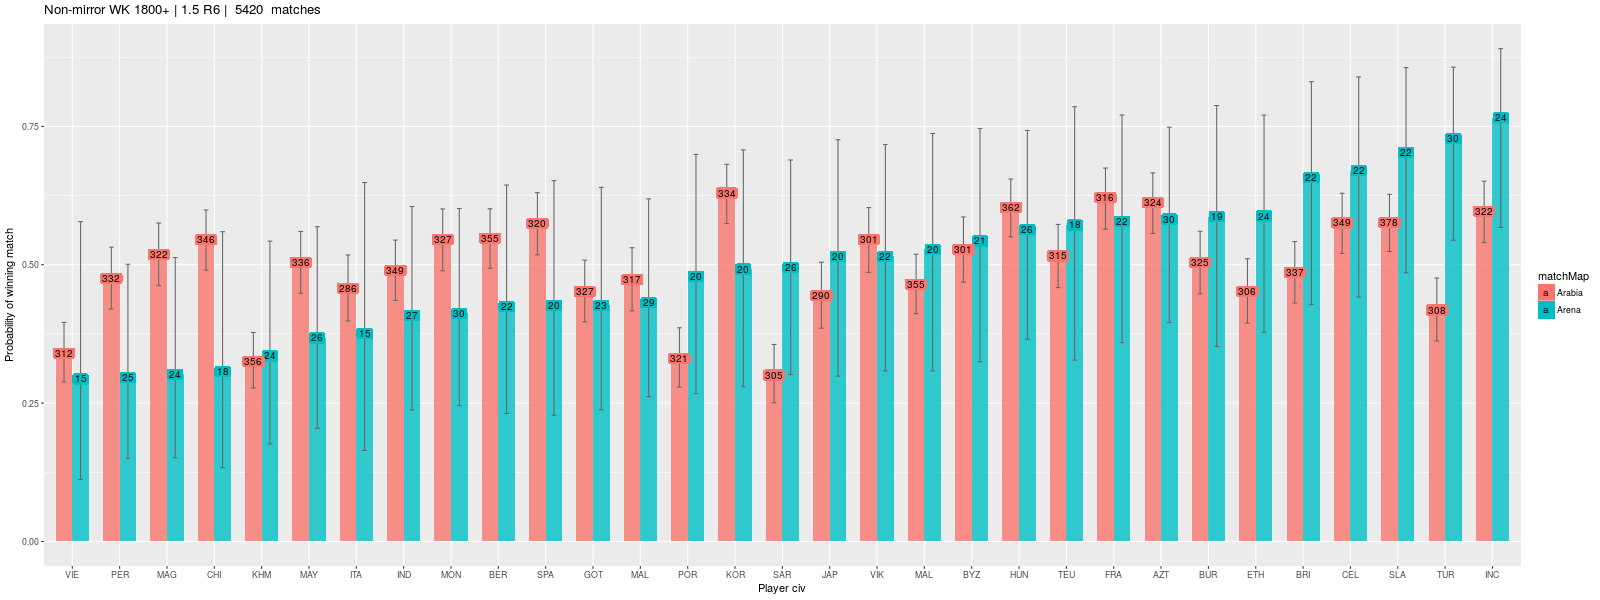 Non-mirror WK 1800+ | 1.5 R6 | 5420 matches
Probability of winning match
0.75
0.50
0.25
0.00
312 15 332 25 322 24 346 18 356 24 336 26 286 15 349 27 327 30 355 22 320 20 327 23 317 29 321 20 334 20 305 26 290 20 301 22 355 20 301 21 362 26 315 18 316 22 324 30 325 19 306 24 337 22 349 22 378 22 308 30 322 24
VIE PER MAG CHI KHM MAY ITA IND MON BER SPA GOT MAL POR KOR SAR JAP VIK MAL BYZ HUN TEU FRA AZT BUR ETH BRI CEL SLA TUR INC
Player civ
matchMap
a Arabia
a Arena